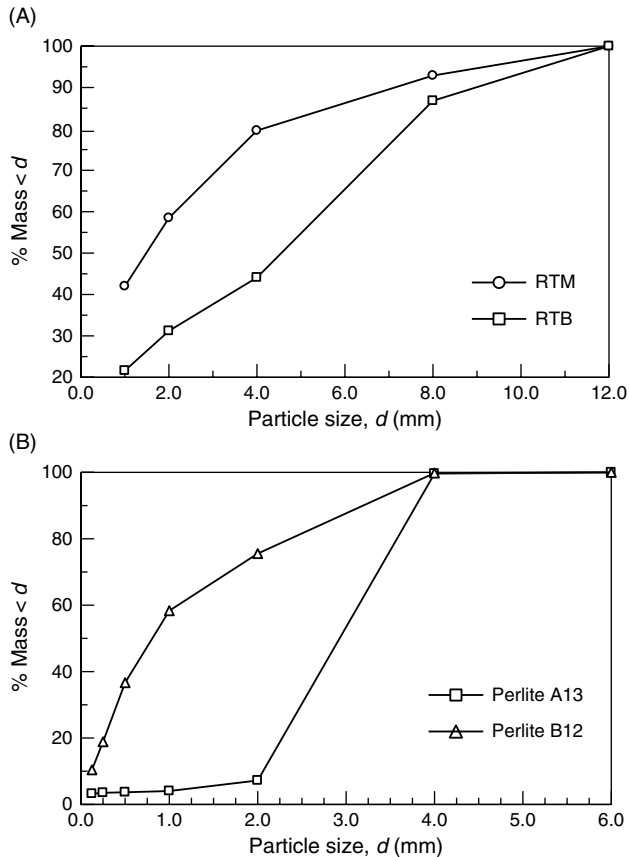 (A)
100
90
80
70
60
50
40
30
20
% Mass < d
0.0 2.0 4.0 6.0 8.0 10.0 12.0
Particle size, d (mm)
RTM
RTB
(B)
100
80
60
40
20
0
% Mass < d
0.0 1.0 2.0 3.0 4.0 5.0 6.0
Particle size, d (mm)
Perlite A13
Perlite B12